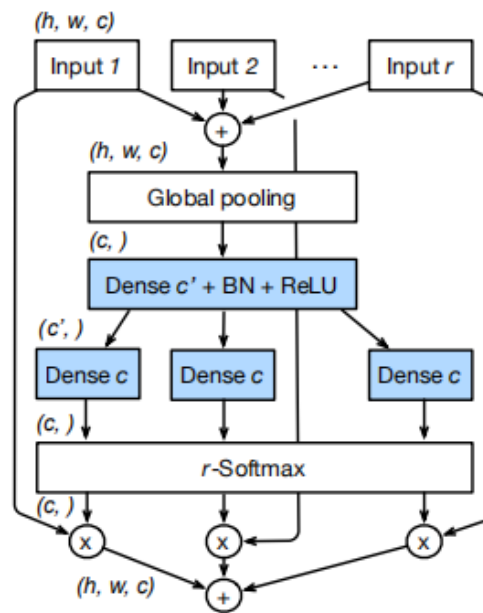 (h, w, c)
Input 1 Input 2 ... Input r
+
(h, w, c)
Global pooling
(c, )
Dense c' + BN + ReLU
(c', )
Dense c Dense c Dense c
(c, )
r-Softmax
(c, )
x x x
(h, w, c)
+